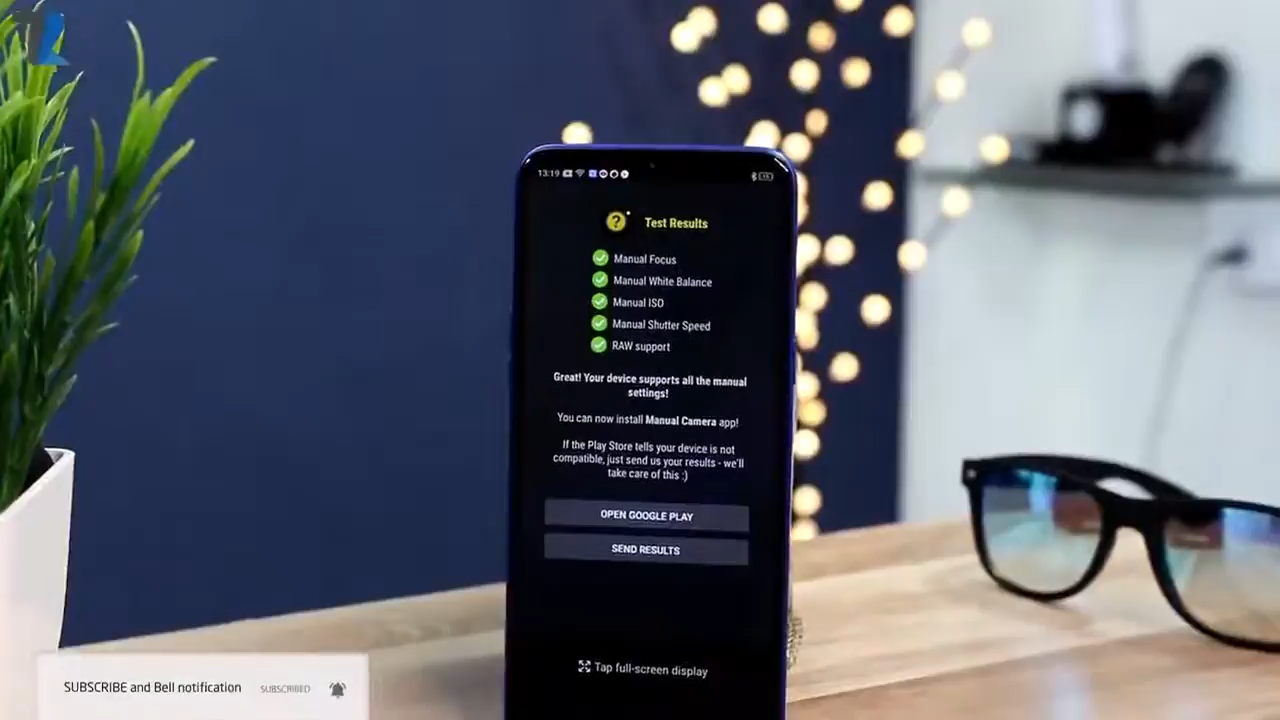 13:19
Test Results
Manual Focus
Manual White Balance
Manual ISO
Manual Shutter Speed
RAW support
Great! Your device supports all the manual
settings!
You can now install Manual Camera app!
If the Play Store tells your device is not
compatible, just send us your results - we'll
take care of this :)
OPEN GOOGLE PLAY
SEND RESULTS
Tap full-screen display
SUBSCRIBE and Bell notification SUBSCRIBED